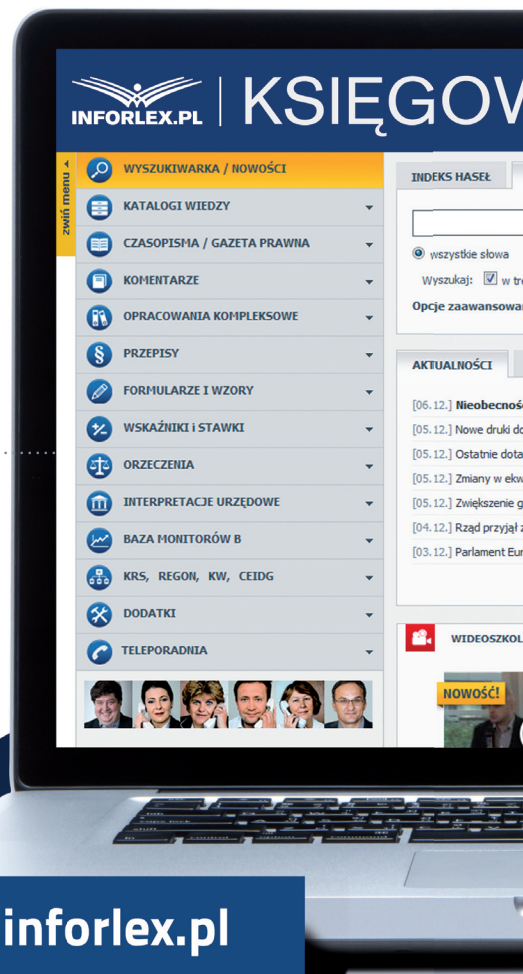 INFORLEX.PL | KSIĘGOW
zwiń menu
WYSZUKIWARKA / NOWOŚCI
KATALOGI WIEDZY
CZASOPISMA / GAZETA PRAWNA
KOMENTARZE
OPRACOWANIA KOMPLEKSOWE
PRZEPISY
FORMULARZE I WZORY
WSKAŹNIKI i STAWKI
ORZECZENIA
INTERPRETACJE URZĘDOWE
BAZA MONITORÓW B
KRS, REGON, KW, CEIDG
DODATKI
TELEPORADNIA
INDEKS HASEŁ
wszystkie słowa
Wyszukaj: w tre
Opcje zaawansowan
AKTUALNOŚCI
[06.12.] Nieobecnoś
[05.12.] Nowe druki do
[05.12.] Ostatnie dota
[05.12.] Zmiany w ekw
[05.12.] Zwiększenie g
[04.12.] Rząd przyjął z
[03.12.] Parlament Eur
WIDEOSZKOL
NOWOŚĆ!
inforlex.pl